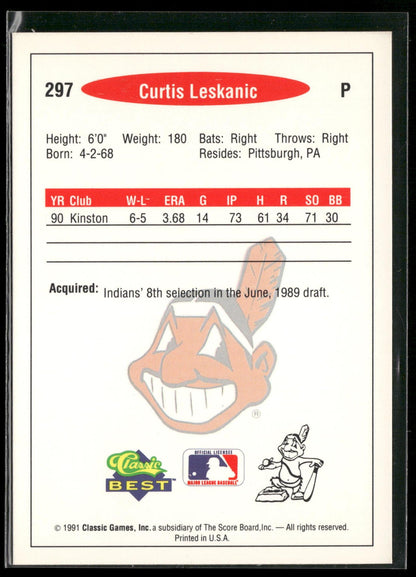 297 Curtis Leskanic P
Height: 6'0" Weight: 180 Bats: Right Throws: Right
Born: 4-2-68 Resides: Pittsburgh, PA
YR Club W-L ERA G IP H R SO BB
90 Kinston 6-5 3.68 14 73 61 34 71 30
Acquired: Indians' 8th selection in the June, 1989 draft.
®
Classic
BEST
OFFICIAL LICENSEE
MAJOR LEAGUE BASEBALL
© 1991 Classic Games, Inc. a subsidiary of The Score Board, Inc. — All rights reserved.
Printed in U.S.A.